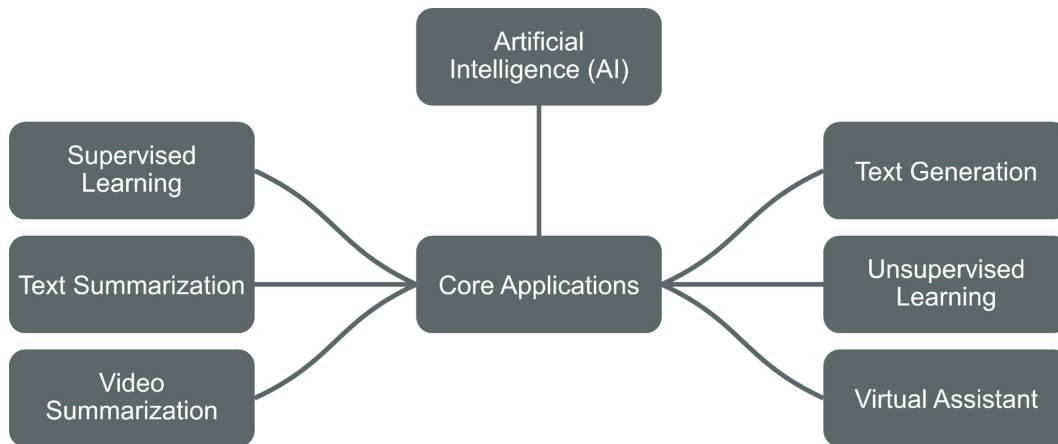 Artificial
Intelligence (AI)
Supervised
Learning
Text Generation
Text Summarization
Core Applications
Unsupervised
Learning
Video
Summarization
Virtual Assistant